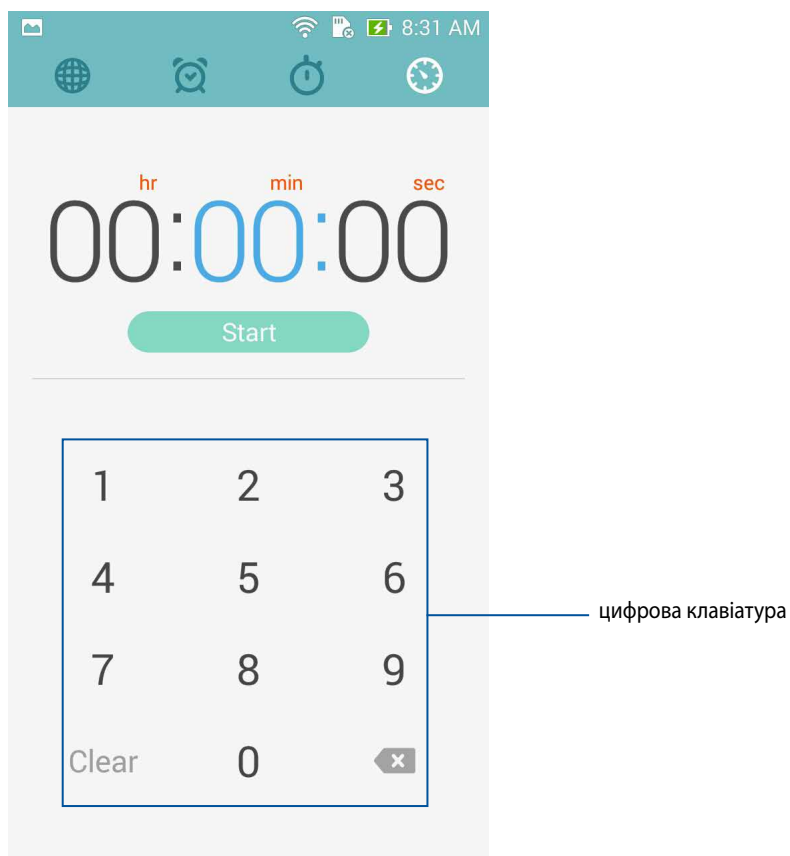 8:31 AM
hr min sec
00:00:00
Start
1 2 3
4 5 6
цифрова клавіатура
7 8 9
Clear 0